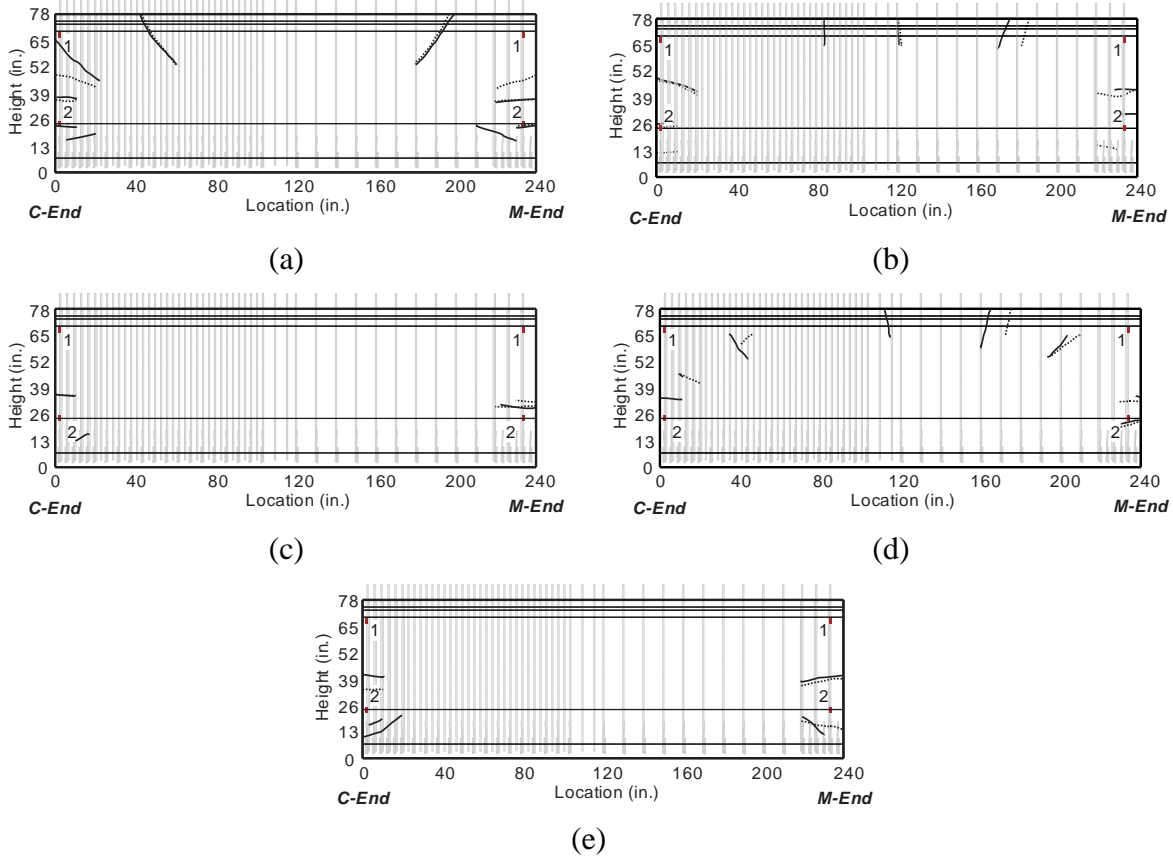 78
65
52
39
26
13
0
Height (in.)
1
2
1
2
0 40 80 120 160 200 240
Location (in.)
C-End M-End
(a)
78
65
52
39
26
13
0
Height (in.)
1
2
1
2
0 40 80 120 160 200 240
Location (in.)
C-End M-End
(b)
78
65
52
39
26
13
0
Height (in.)
1
2
1
2
0 40 80 120 160 200 240
Location (in.)
C-End M-End
(c)
78
65
52
39
26
13
0
Height (in.)
1
2
1
2
0 40 80 120 160 200 240
Location (in.)
C-End M-End
(d)
78
65
52
39
26
13
0
Height (in.)
1
2
1
2
0 40 80 120 160 200 240
Location (in.)
C-End M-End
(e)